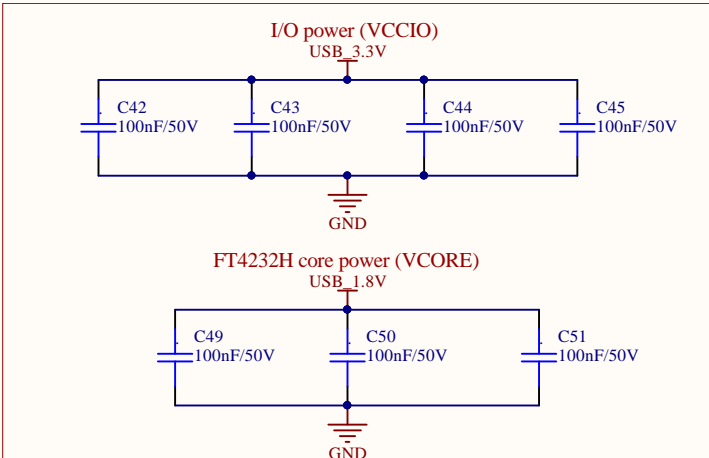 I/O power (VCCIO)
USB_3.3V
C42
100nF/50V
C43
100nF/50V
C44
100nF/50V
C45
100nF/50V
GND
FT4232H core power (VCORE)
USB_1.8V
C49
100nF/50V
C50
100nF/50V
C51
100nF/50V
GND